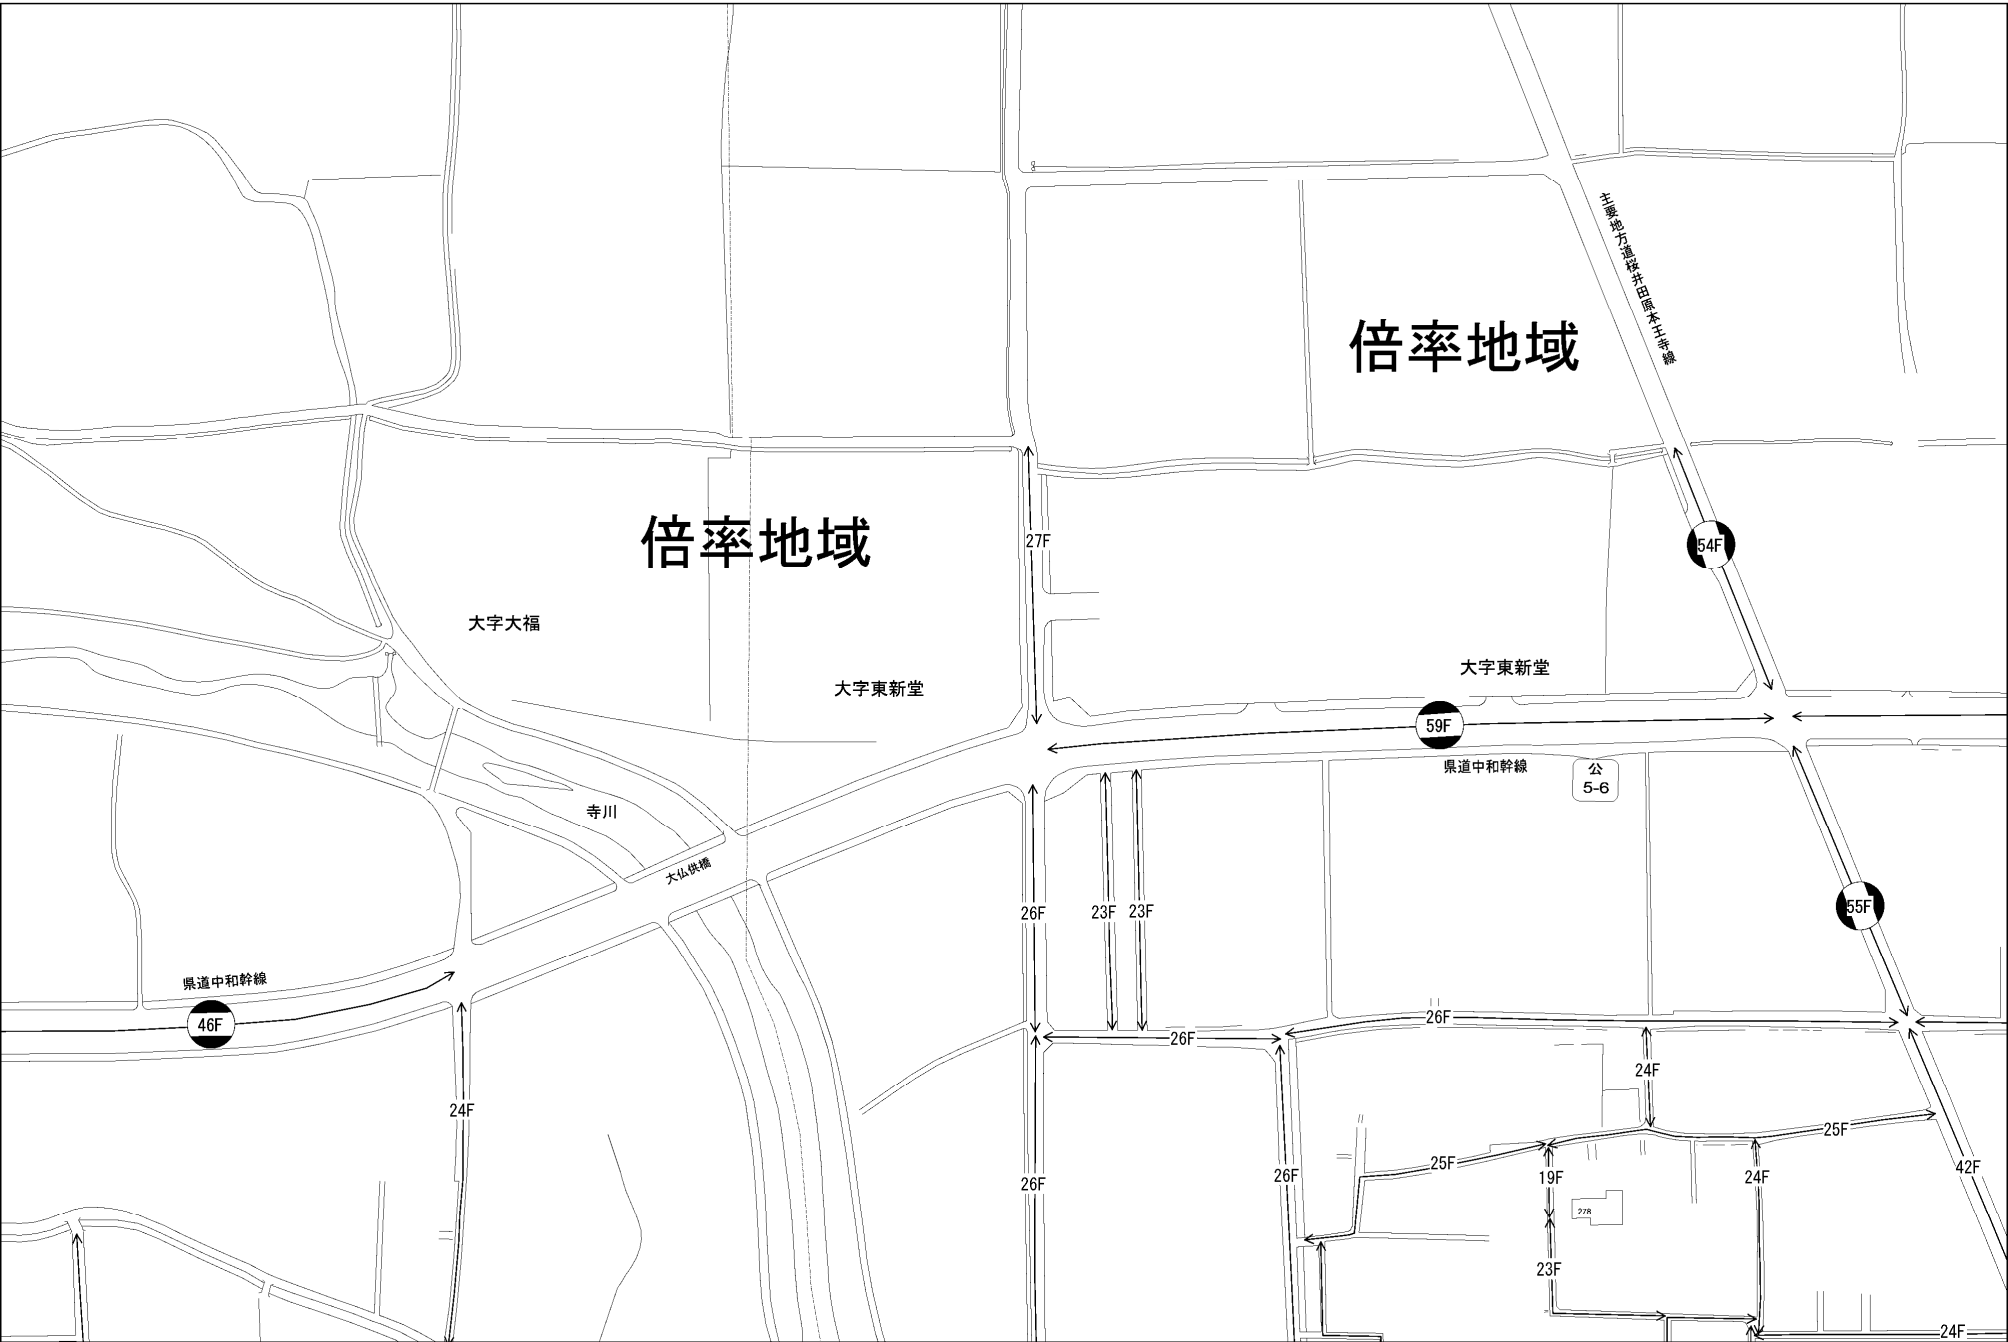 主要地方道桜井田原本王寺線
倍率地域
倍率地域
27F
54F
大字大福
大字東新堂
大字東新堂
59F
県道中和幹線
公
5-6
寺川
大仏供橋
26F
23F
23F
55F
県道中和幹線
46F
26F
26F
24F
24F
25F
25F
19F
26F
26F
24F
42F
27B
23F
24F